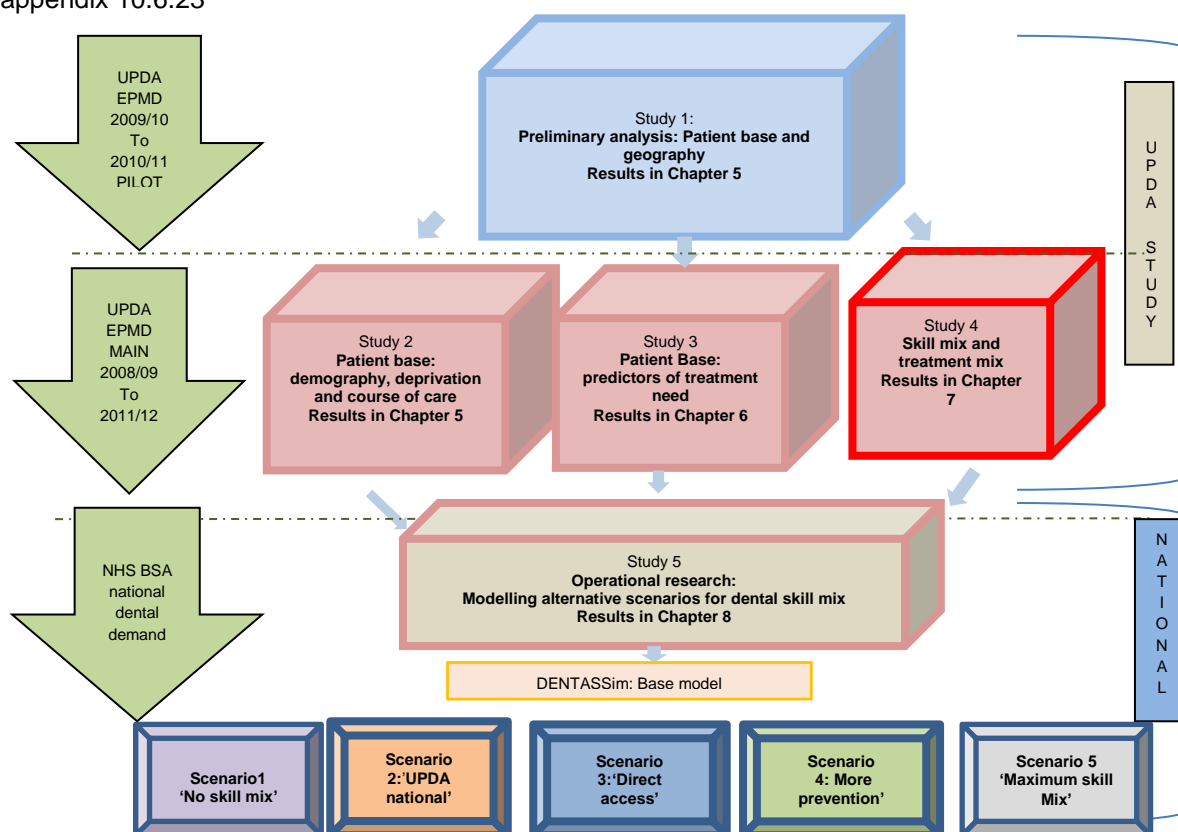 appendix 10.6.23
UPDA
EPMD
2009/10
To
2010/11
PILOT
Study 1:
Preliminary analysis: Patient base and
geography
Results in Chapter 5
U
P
D
A
S
T
U
D
Y
UPDA
EPMD
MAIN
2008/09
To
2011/12
Study 2
Patient base:
demography, deprivation
and course of care
Results in Chapter 5
Study 3
Patient Base:
predictors of treatment
need
Results in Chapter 6
Study 4
Skill mix and
treatment mix
Results in Chapter
7
NHS BSA
national
dental
demand
Study 5
Operational research:
Modelling alternative scenarios for dental skill mix
Results in Chapter 8
N
A
T
I
O
N
A
L
DENTASSim: Base model
Scenario1
‘No skill mix’
Scenario
2:’UPDA
national’
Scenario
3:‘Direct
access’
Scenario
4: More
prevention’
Scenario 5
‘Maximum skill
Mix’